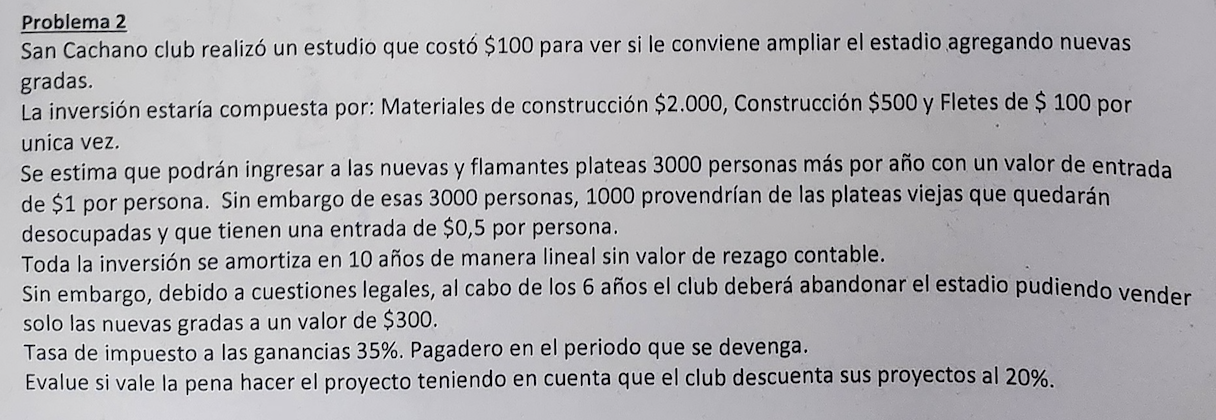 Problema 2
San Cachano club realizó un estudio que costó $100 para ver si le conviene ampliar el estadio agregando nuevas
gradas.
La inversión estaría compuesta por: Materiales de construcción $2.000, Construcción $500 y Fletes de $ 100 por
unica vez.
Se estima que podrán ingresar a las nuevas y flamantes plateas 3000 personas más por año con un valor de entrada
de $1 por persona. Sin embargo de esas 3000 personas, 1000 provendrían de las plateas viejas que quedarán
desocupadas y que tienen una entrada de $0,5 por persona.
Toda la inversión se amortiza en 10 años de manera lineal sin valor de rezago contable.
Sin embargo, debido a cuestiones legales, al cabo de los 6 años el club deberá abandonar el estadio pudiendo vender
solo las nuevas gradas a un valor de $300.
Tasa de impuesto a las ganancias 35%. Pagadero en el periodo que se devenga.
Evalue si vale la pena hacer el proyecto teniendo en cuenta que el club descuenta sus proyectos al 20%.